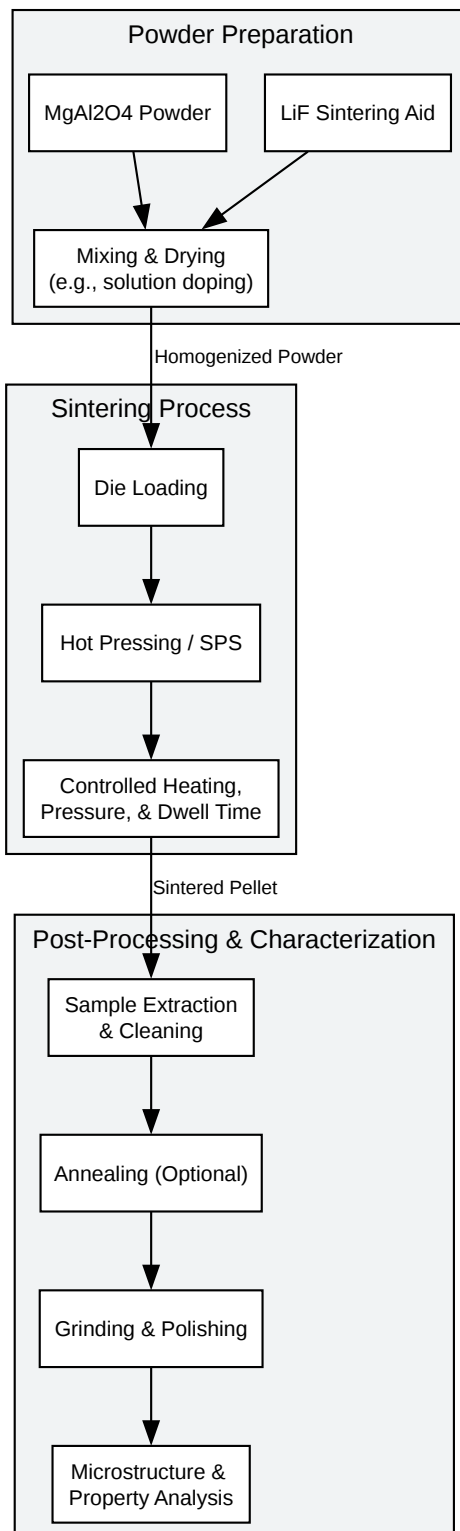 Powder Preparation
MgAl2O4 Powder
LiF Sintering Aid
Mixing & Drying
(e.g., solution doping)
Homogenized Powder
Sintering Process
Die Loading
Hot Pressing / SPS
Controlled Heating,
Pressure, & Dwell Time
Sintered Pellet
Post-Processing & Characterization
Sample Extraction
& Cleaning
Annealing (Optional)
Grinding & Polishing
Microstructure &
Property Analysis